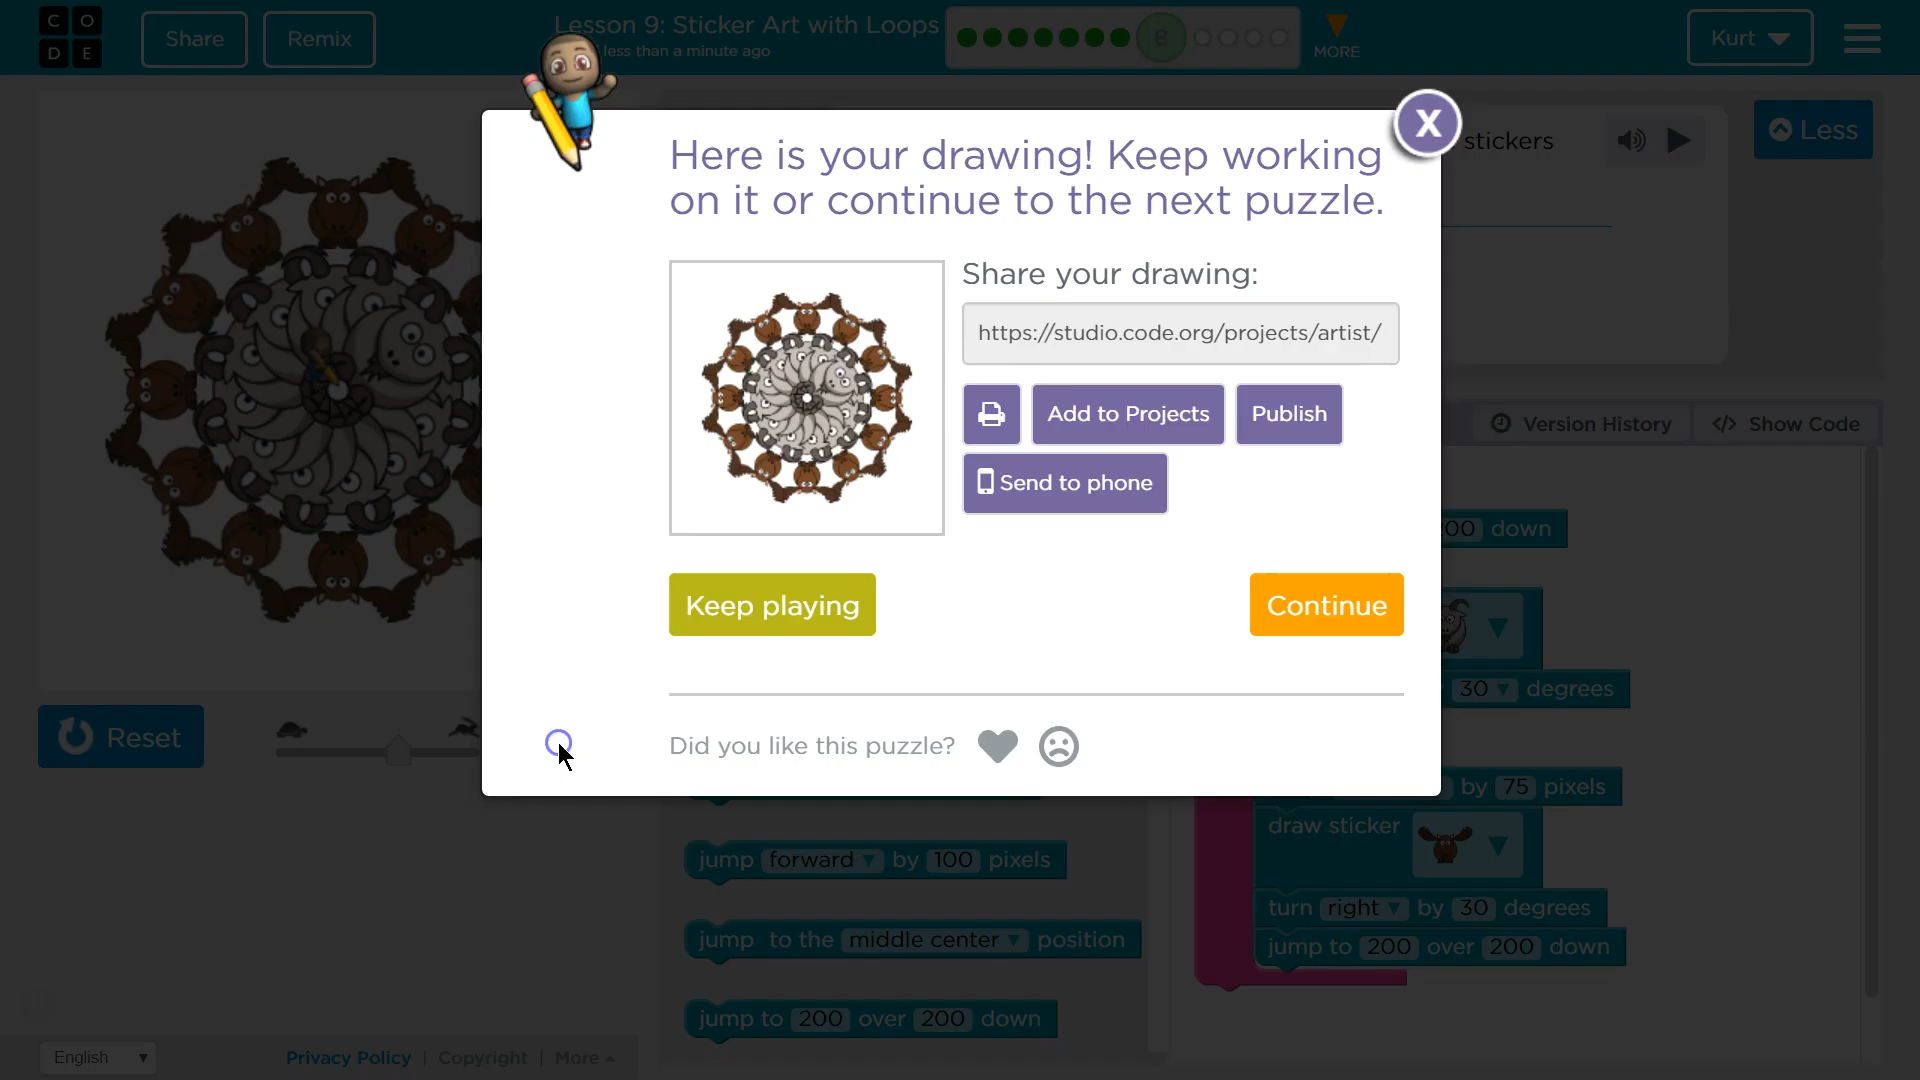 C O
D E
Share
Remix
Lesson 9: Sticker Art with Loops
less than a minute ago
8
MORE
Kurt
X
Here is your drawing! Keep working
on it or continue to the next puzzle.
stickers
Less
Share your drawing:
https://studio.code.org/projects/artist/
Add to Projects
Publish
Send to phone
Version History
</> Show Code
down
Keep playing
Continue
30 degrees
Reset
Did you like this puzzle?
by 75 pixels
draw sticker
jump forward by 100 pixels
turn right by 30 degrees
jump to the middle center position
jump to 200 over 200 down
jump to 200 over 200 down
English
Privacy Policy | Copyright | More